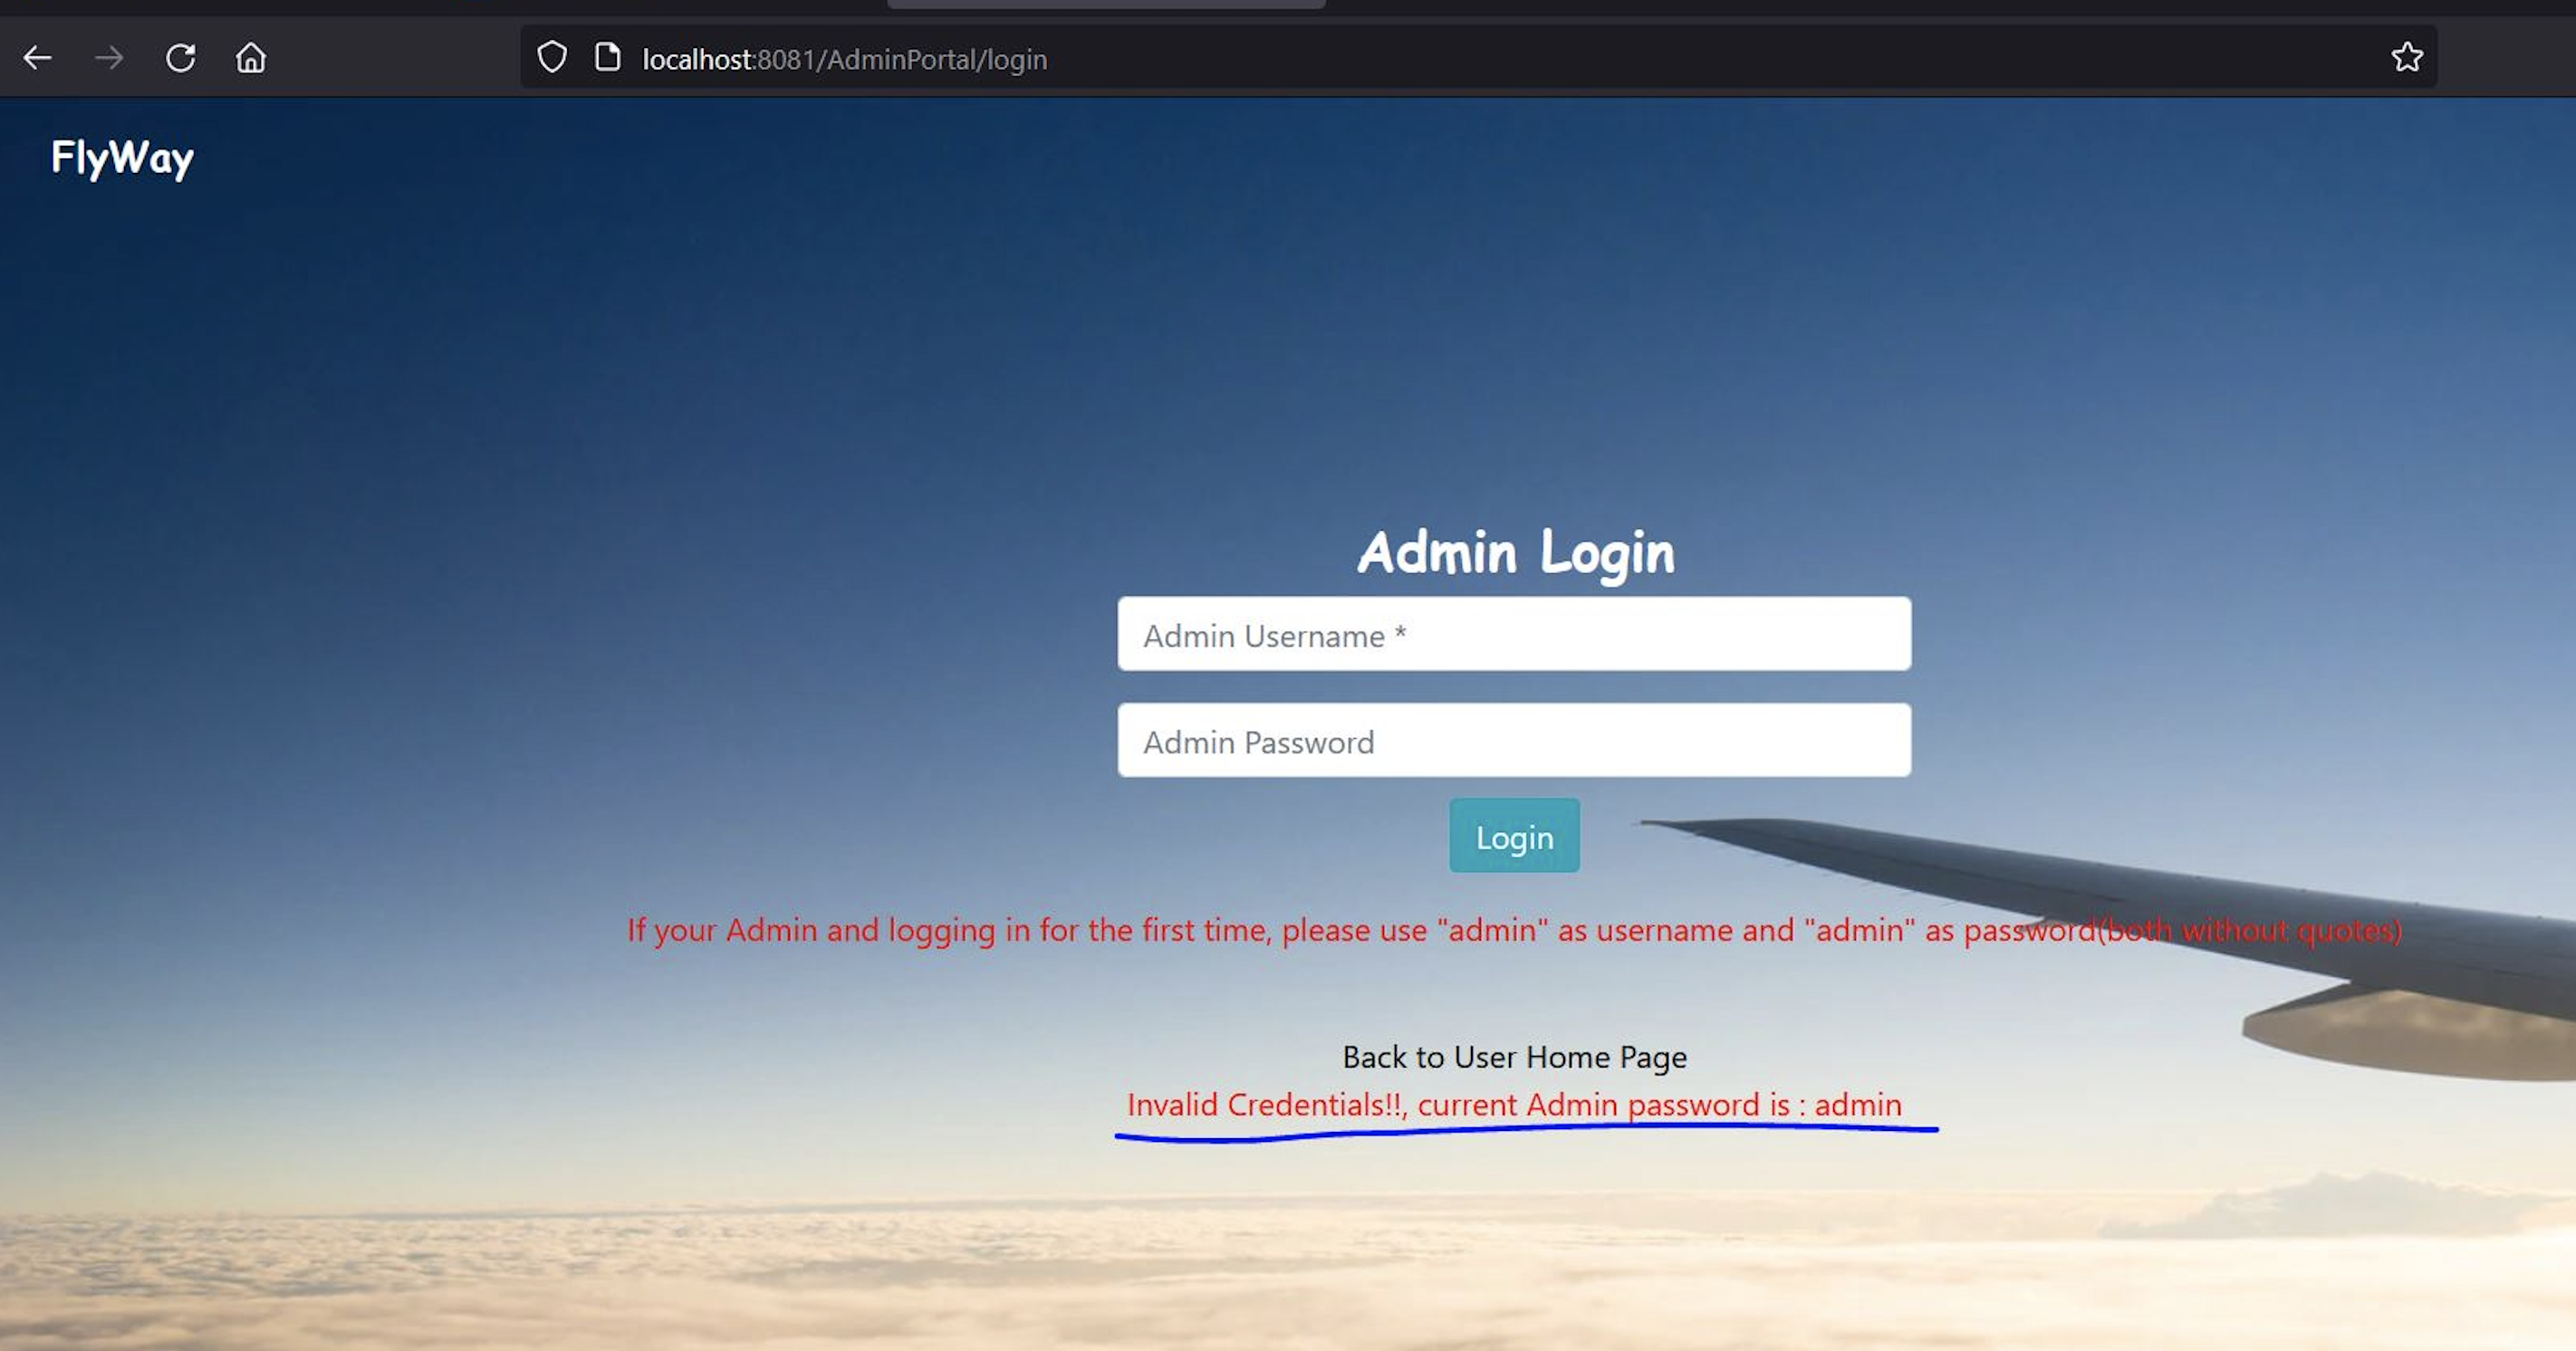 localhost:8081/AdminPortal/login
FlyWay
Admin Login
Admin Username *
Admin Password
Login
If your Admin and logging in for the first time, please use "admin" as username and "admin" as password(both without quotes)
Back to User Home Page
Invalid Credentials!!, current Admin password is : admin